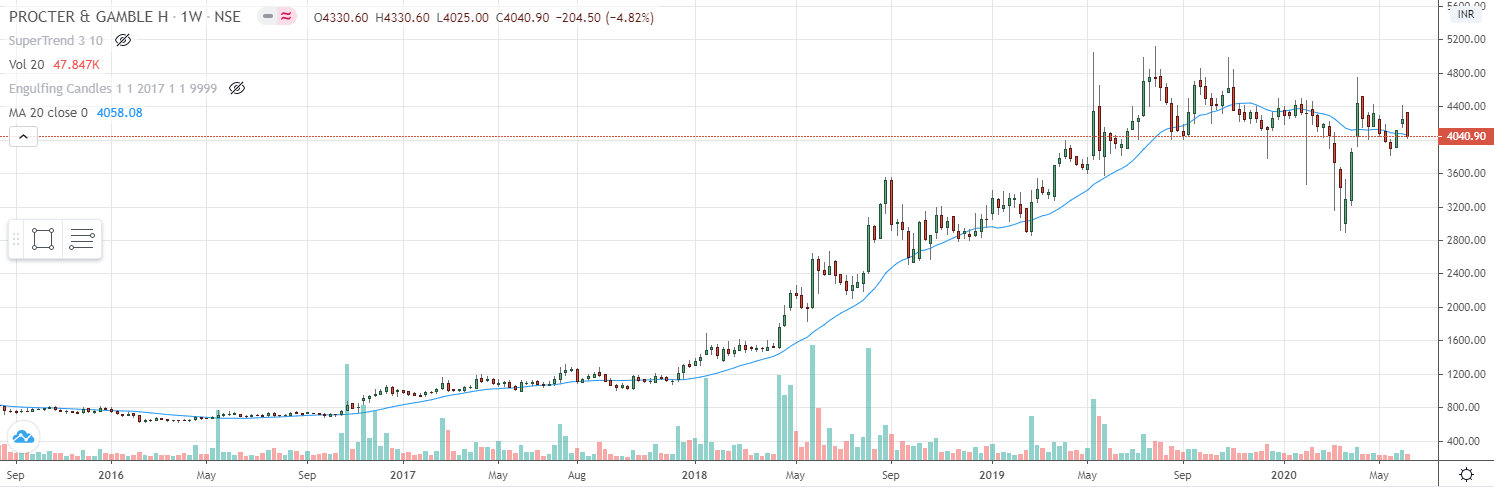 PROCTER & GAMBLE H · 1W · NSE O4330.60 H4330.60 L4025.00 C4040.90 −204.50 (−4.82%)
SuperTrend 3 10
Vol 20 47.847K
Engulfing Candles 1 1 2017 1 1 9999
MA 20 close 0 4058.08
INR
5200.00
4800.00
4400.00
4040.90
3600.00
3200.00
2800.00
2400.00
2000.00
1600.00
1200.00
800.00
400.00
Sep 2016 May Sep 2017 May Aug 2018 May Sep 2019 May Sep 2020 May